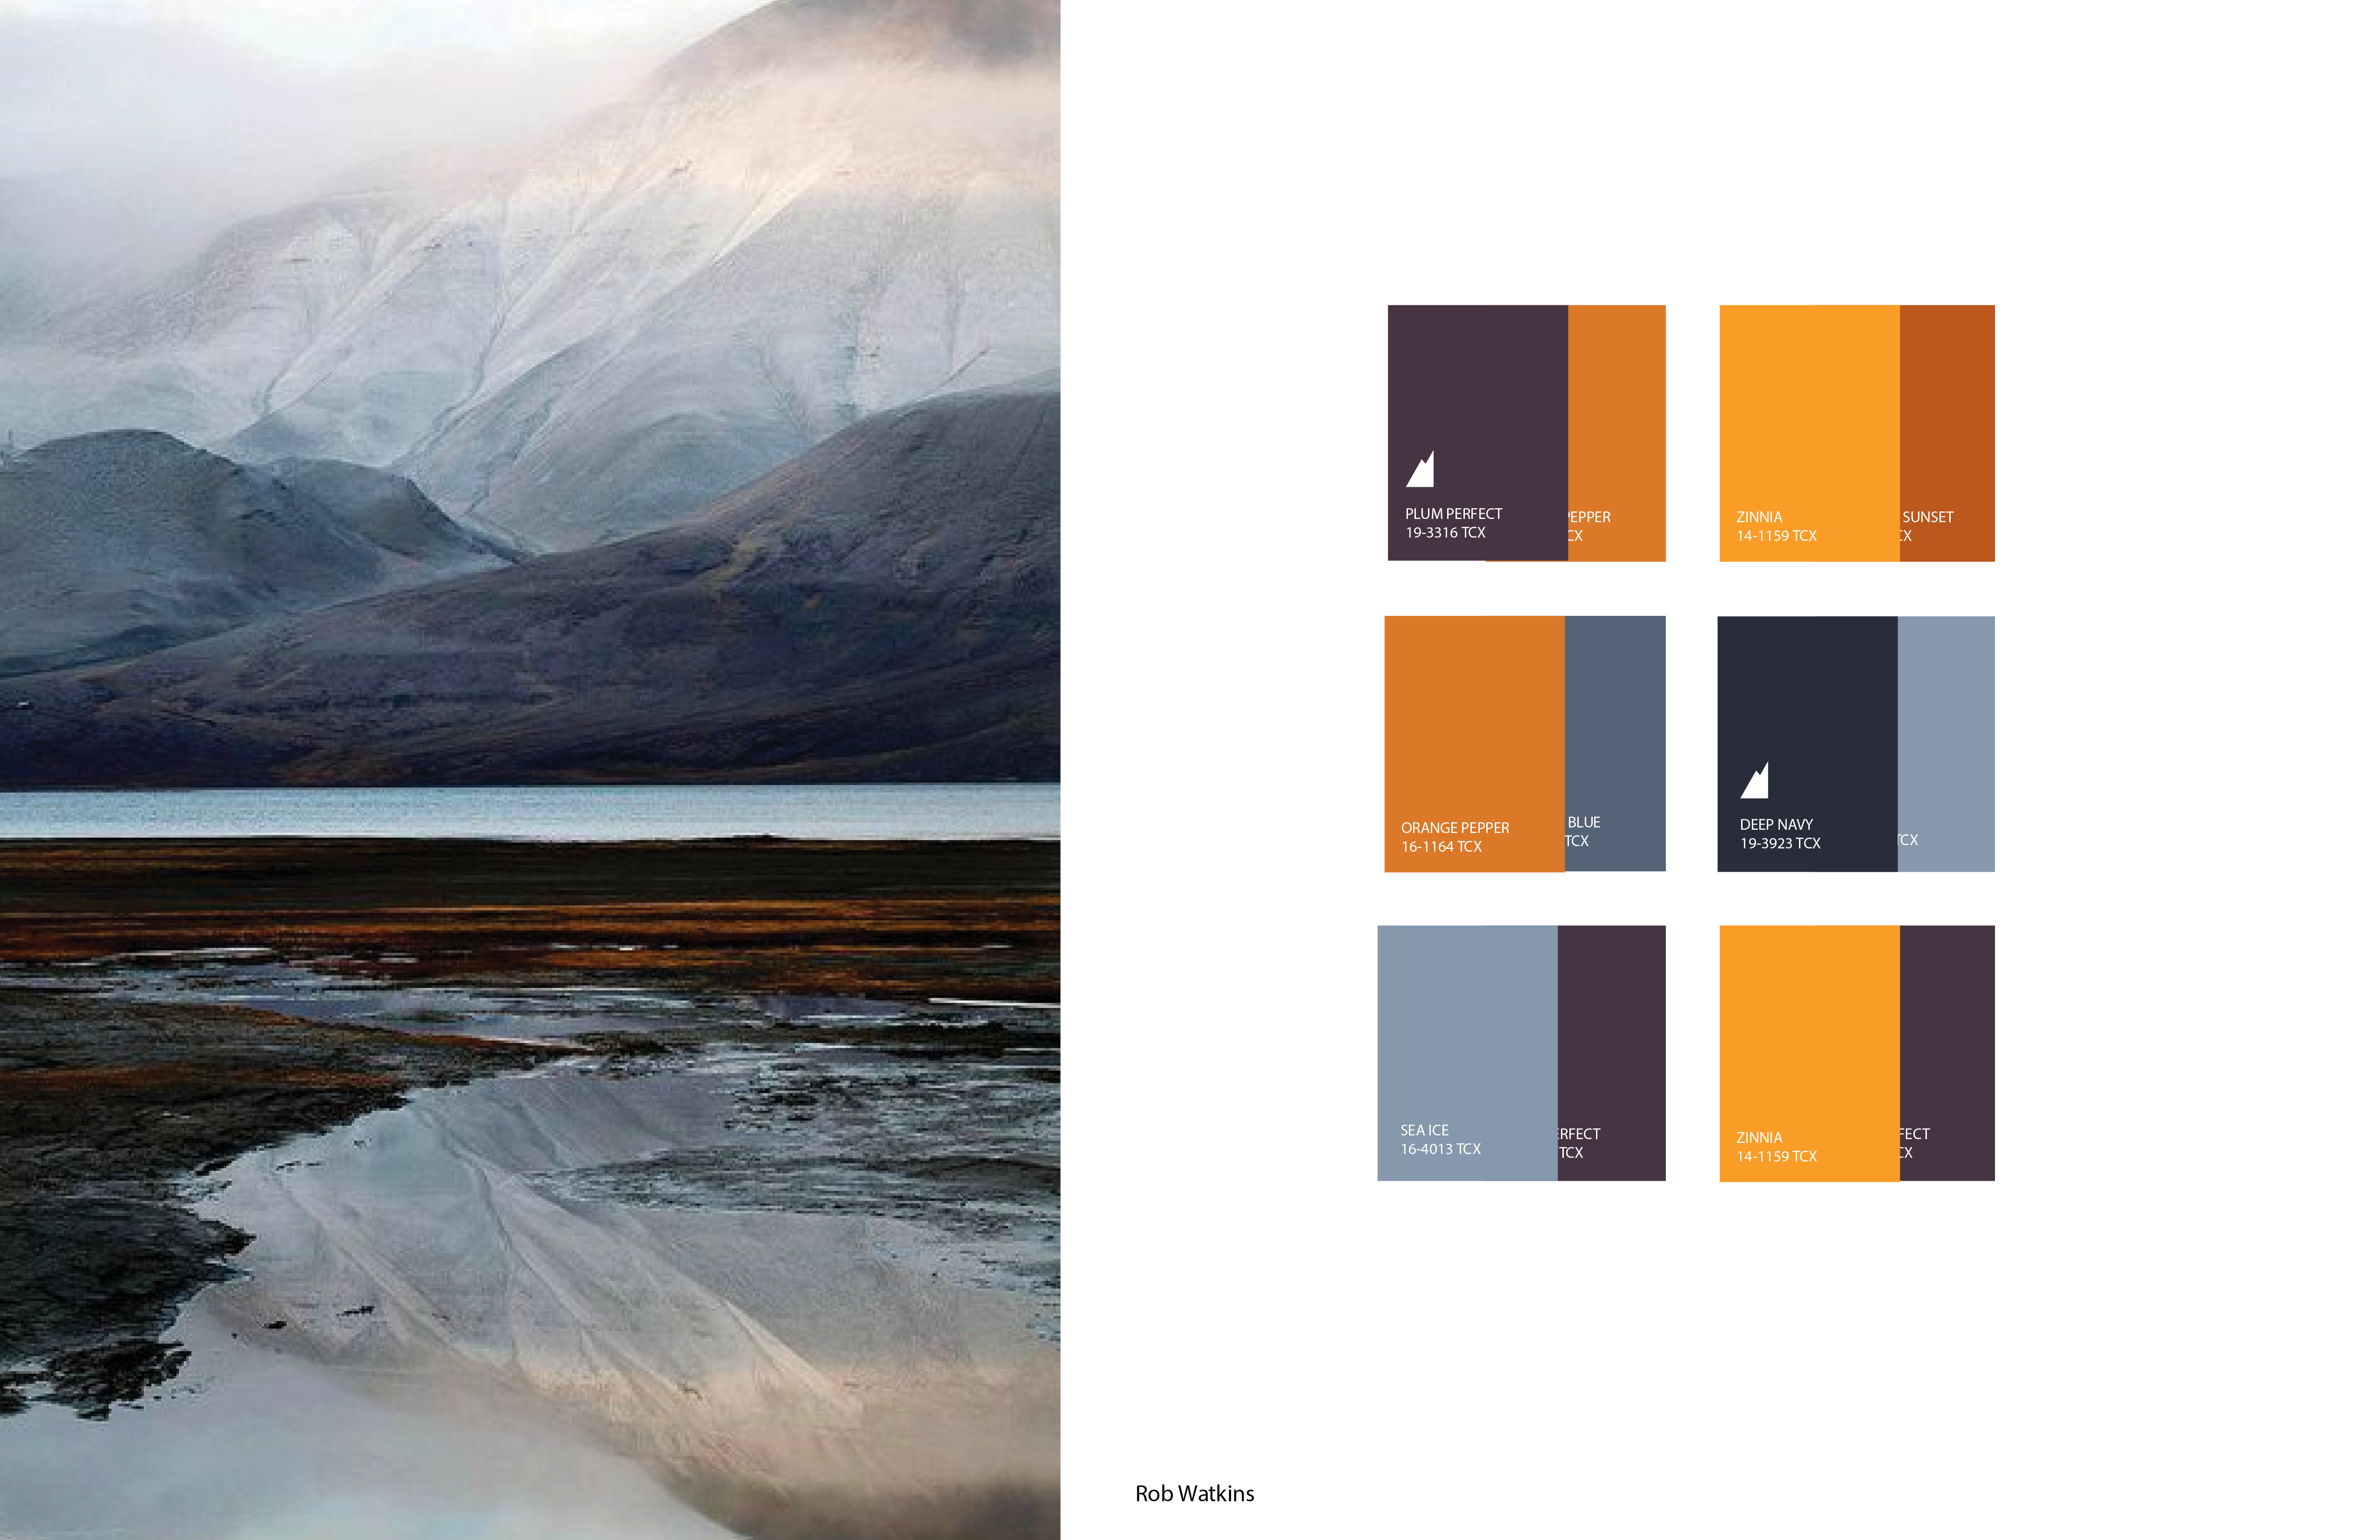 PLUM PERFECT
19-3316 TCX
PEPPER
CX
ZINNIA
14-1159 TCX
SUNSET
CX
ORANGE PEPPER
16-1164 TCX
BLUE
TCX
DEEP NAVY
19-3923 TCX
TCX
SEA ICE
16-4013 TCX
ERFECT
TCX
ZINNIA
14-1159 TCX
FECT
CX
Rob Watkins